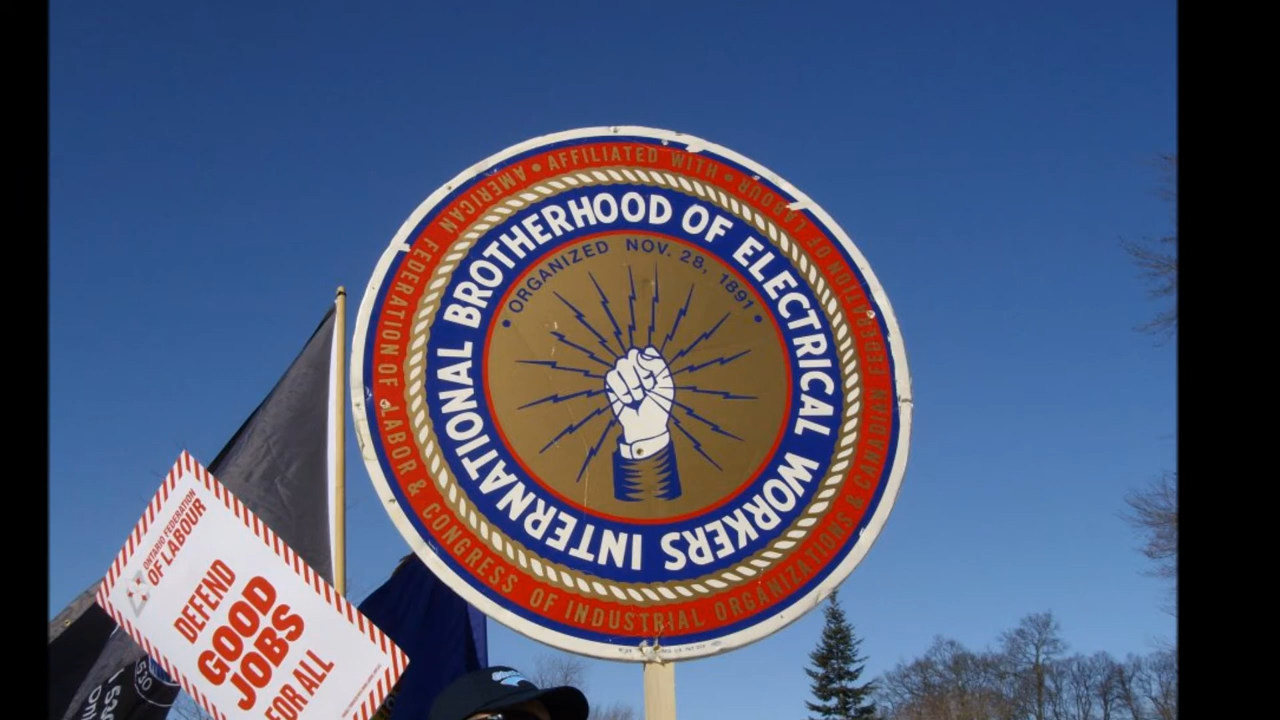 • AFFILIATED WITH •
AMERICAN FEDERATION OF LABOR & CONGRESS OF INDUSTRIAL ORGANIZATIONS & CANADIAN FEDERATION OF LABOUR
INTERNATIONAL BROTHERHOOD OF ELECTRICAL WORKERS
• ORGANIZED NOV. 28, 1891 •
ONTARIO FEDERATION
OF LABOUR
DEFEND
GOOD
JOBS
FOR ALL